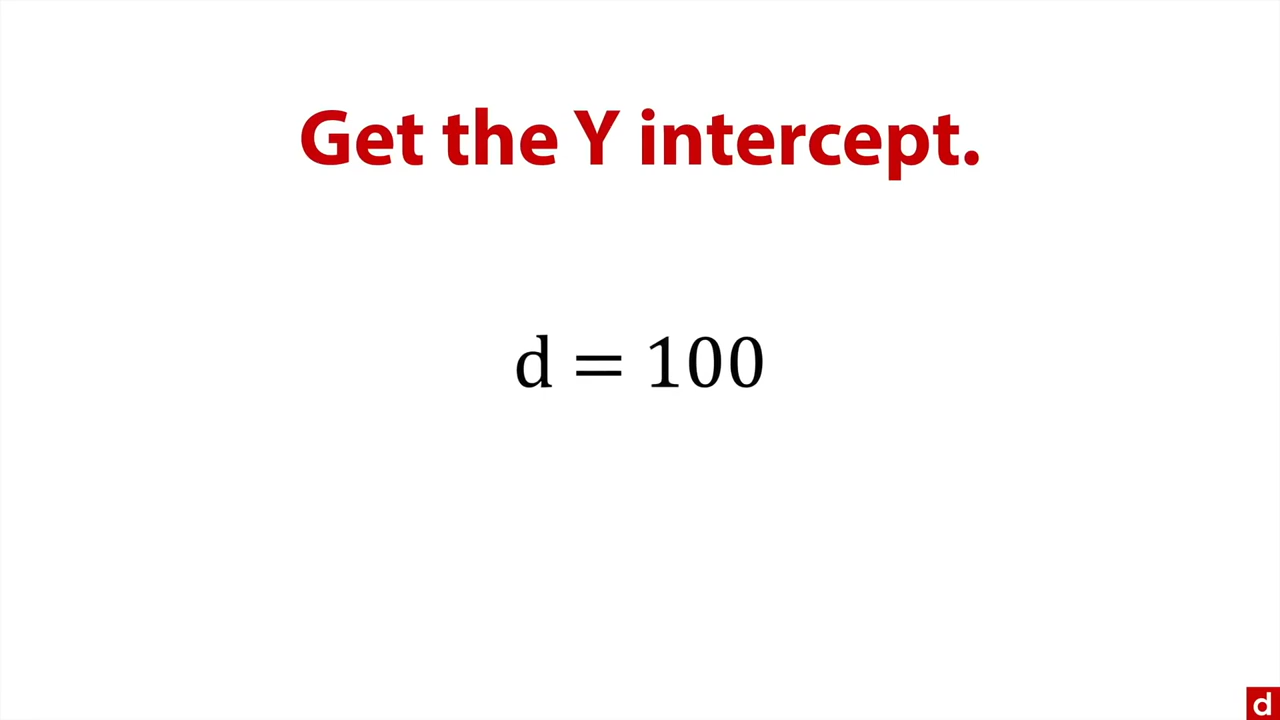 Get the Y intercept.
d = 100
d